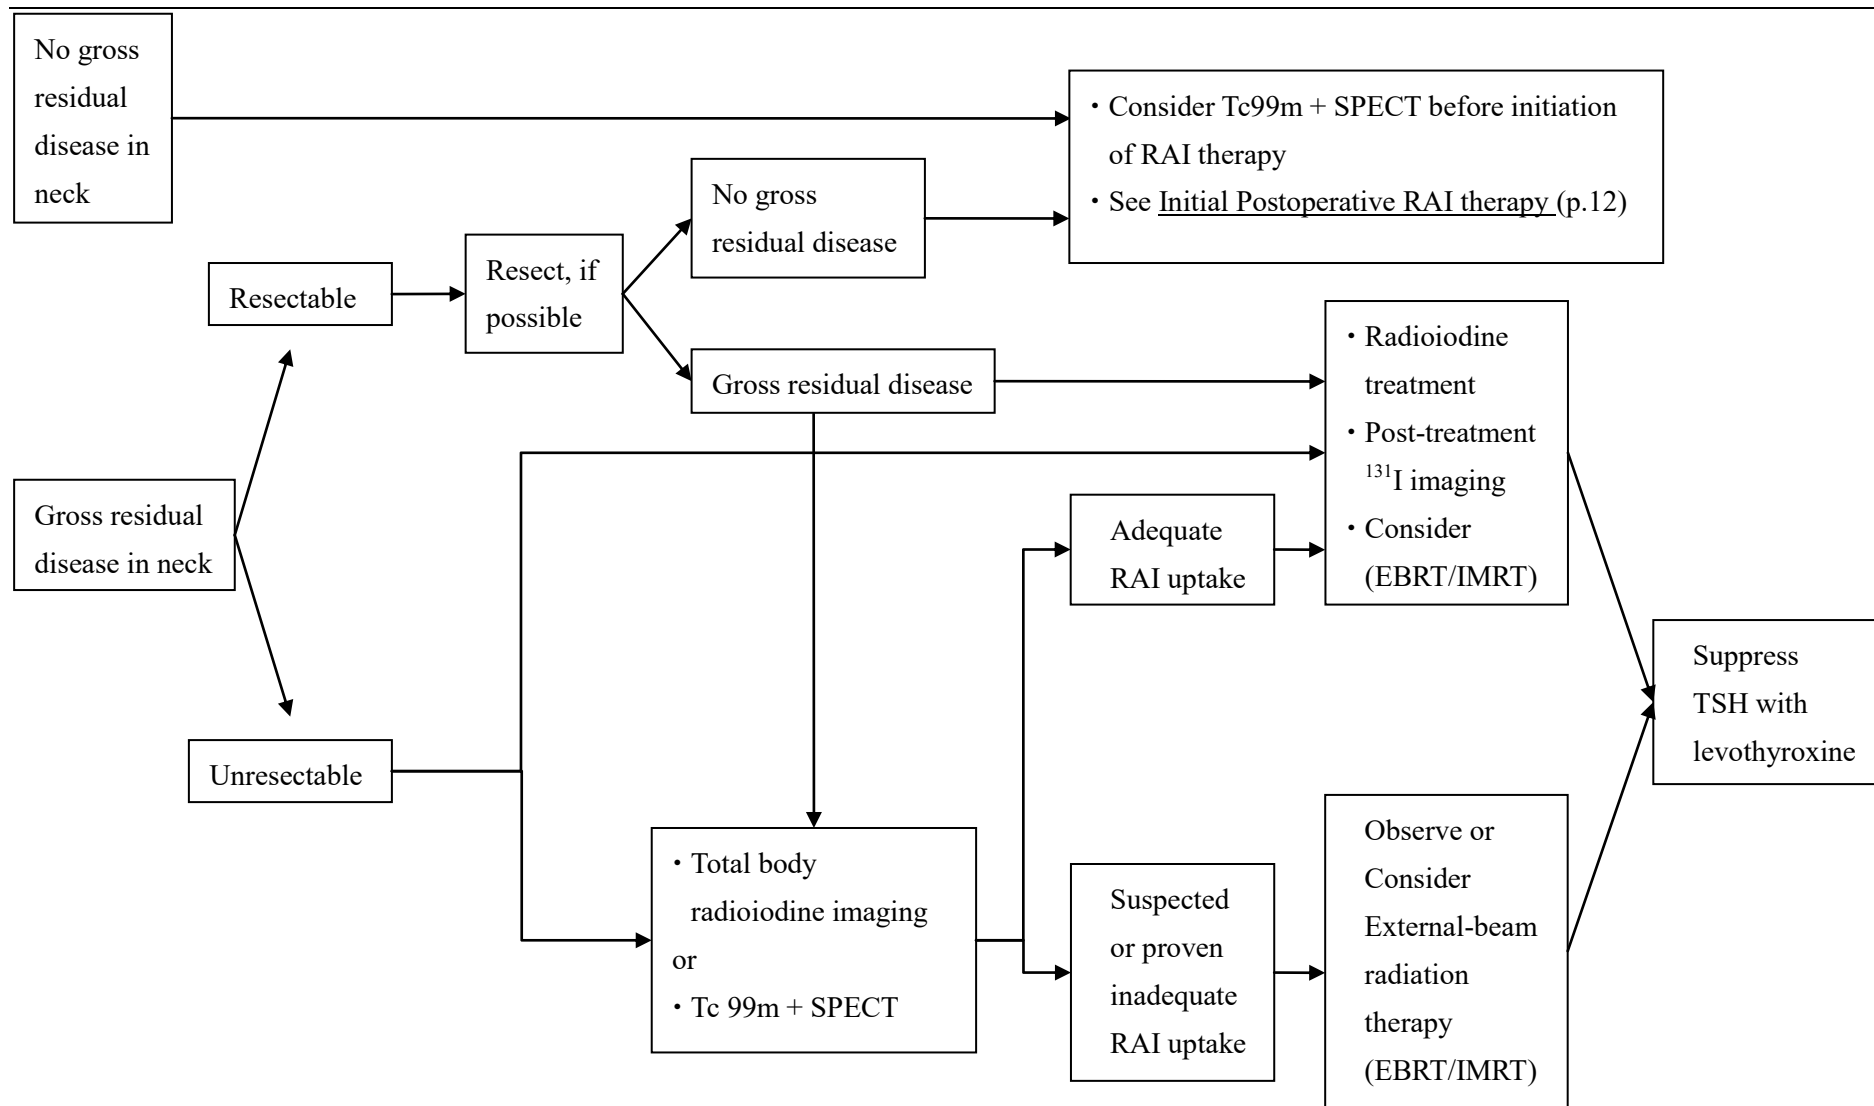 No gross
residual
disease in
neck
・Consider Tc99m + SPECT before initiation
of RAI therapy
・See Initial Postoperative RAI therapy (p.12)
No gross
residual disease
Resect, if
possible
Resectable
Gross residual disease
・Radioiodine
treatment
・Post-treatment
¹³¹I imaging
・Consider
(EBRT/IMRT)
Gross residual
disease in neck
Adequate
RAI uptake
Suppress
TSH with
levothyroxine
Unresectable
・Total body
radioiodine imaging
or
・Tc 99m + SPECT
Suspected
or proven
inadequate
RAI uptake
Observe or
Consider
External-beam
radiation
therapy
(EBRT/IMRT)